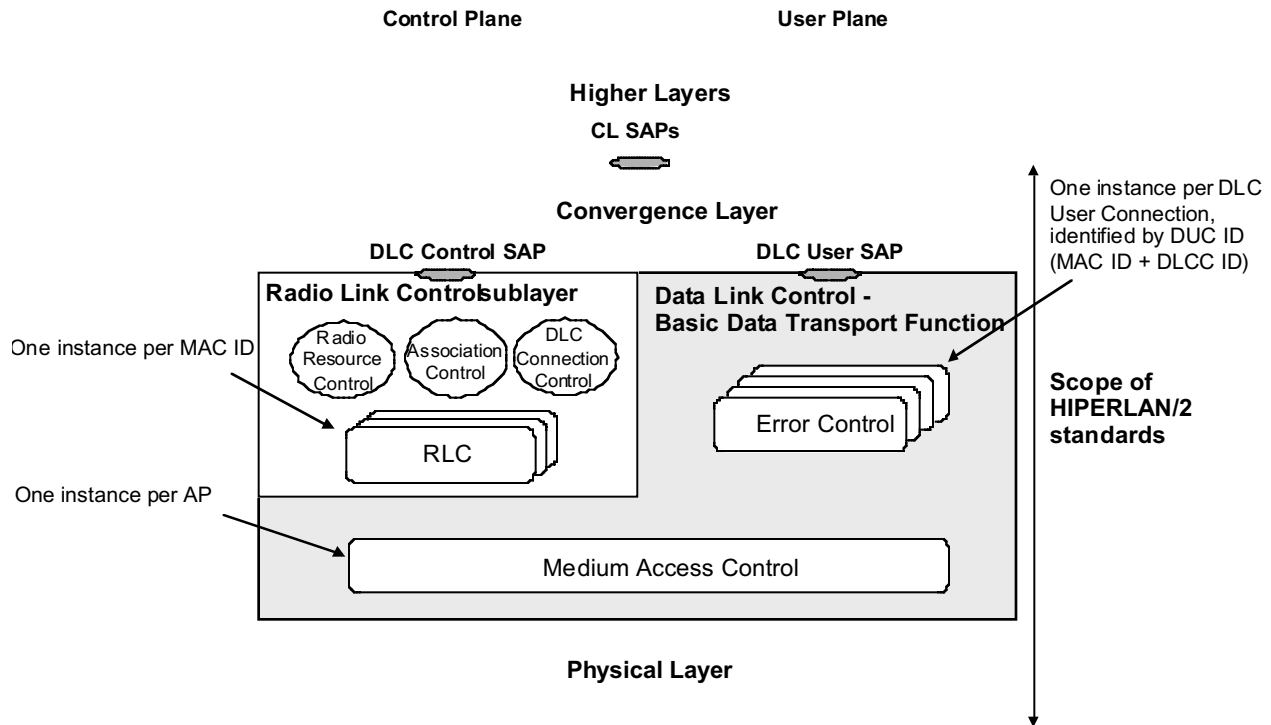 Control Plane
User Plane
Higher Layers
CL SAPs
One instance per DLC
User Connection,
identified by DUC ID
(MAC ID + DLCC ID)
Convergence Layer
DLC Control SAP
DLC User SAP
Radio Link Controlsublayer
Data Link Control -
Basic Data Transport Function
One instance per MAC ID
Radio
Resource
Control
Association
Control
DLC
Connection
Control
Scope of
HIPERLAN/2
standards
Error Control
RLC
One instance per AP
Medium Access Control
Physical Layer